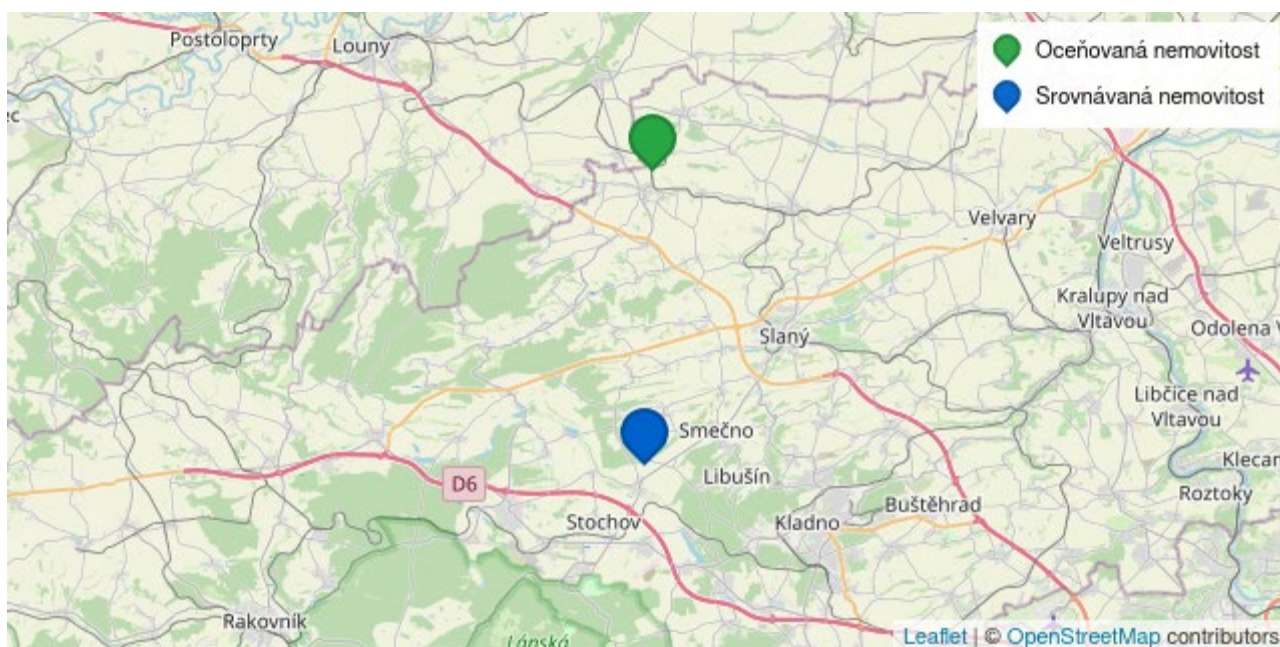 Postoloprty
Louny
Oceňovaná nemovitost
Srovnávaná nemovitost
Velvary
Veltrusy
Kralupy nad
Vltavou
Slaný
Odolena V
Libčice nad
Vltavou
Smečno
Libušín
Klecan
D6
Roztoky
Buštěhrad
Stochov
Kladno
Rakovník
Lánská
Leaflet | © OpenStreetMap contributors